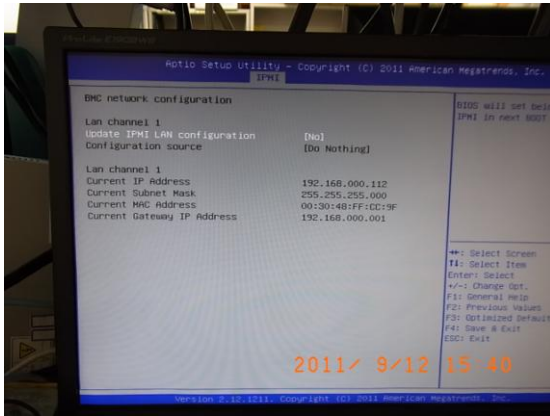 Aptio Setup Utility – Copyright (C) 2011 American Megatrends, Inc.
IPMI
BMC network configuration
BIOS will set
IPMI in next BOOT
Lan channel 1
Update IPMI LAN configuration [No]
Configuration source [Do Nothing]
Lan channel 1
Current IP Address 192.168.000.112
Current Subnet Mask 255.255.255.000
Current MAC Address 00:30:48:FF:CC:9F
Current Gateway IP Address 192.168.000.001
: Select Screen
: Select Item
Enter: Select
+/-: Change Opt.
F1: General Help
F2: Previous Values
F3: Optimized
F4: Save & Exit
ESC: Exit
2011/ 9/12 15:40
Version 2.12.1211. Copyright (C) 2011 American Megatrends, Inc.